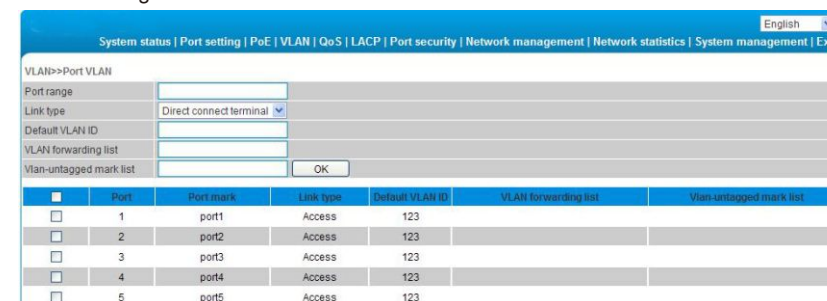 English
System status | Port setting | PoE | VLAN | QoS | LACP | Port security | Network management | Network statistics | System management | Ex
VLAN>>Port VLAN
Port range
Link type Direct connect terminal
Default VLAN ID
VLAN forwarding list
Vlan-untagged mark list OK
Port Port mark Link type Default VLAN ID VLAN forwarding list Vlan-untagged mark list
1 port1 Access 123
2 port2 Access 123
3 port3 Access 123
4 port4 Access 123
5 port5 Access 123